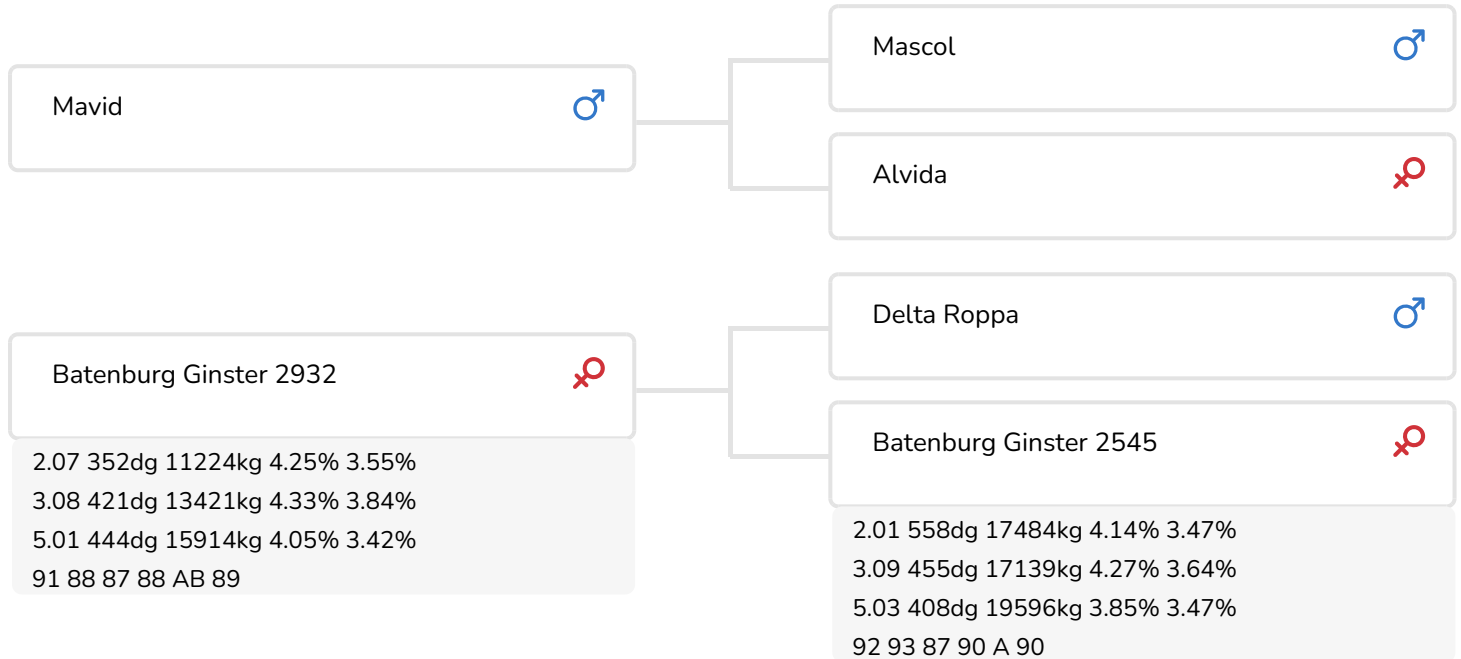 Mavid
Mascol
Alvida
Batenburg Ginster 2932
2.07 352dg 11224kg 4.25% 3.55%
3.08 421dg 13421kg 4.33% 3.84%
5.01 444dg 15914kg 4.05% 3.42%
91 88 87 88 AB 89
Delta Roppa
Batenburg Ginster 2545
2.01 558dg 17484kg 4.14% 3.47%
3.09 455dg 17139kg 4.27% 3.64%
5.03 408dg 19596kg 3.85% 3.47%
92 93 87 90 A 90